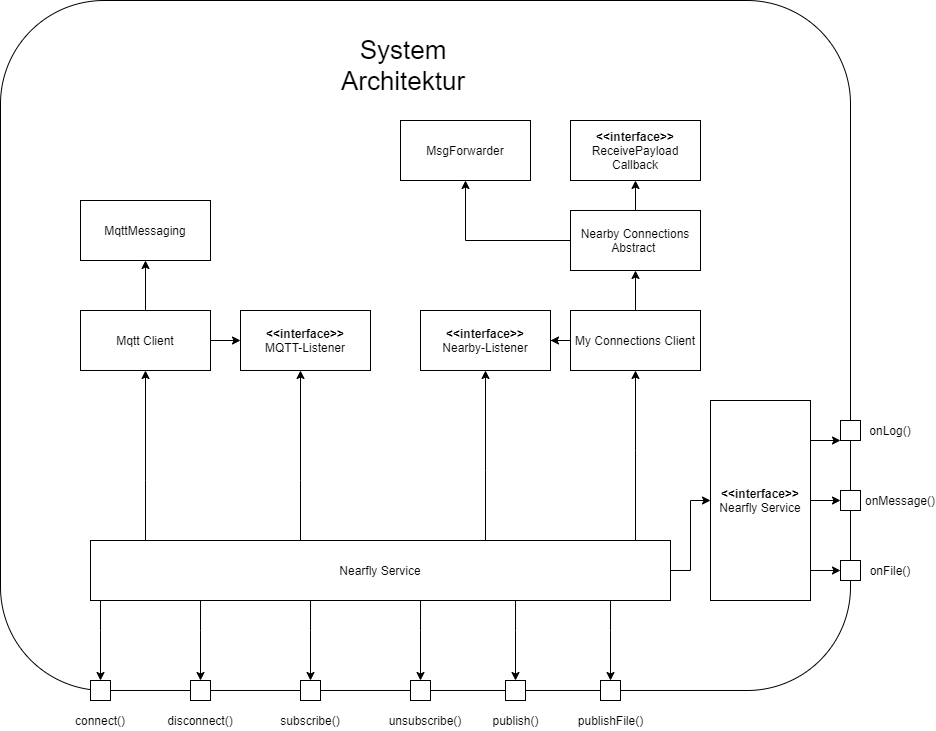 System
Architektur
MsgForwarder
<<interface>>
ReceivePayload
Callback
MqttMessaging
Nearby Connections
Abstract
Mqtt Client
<<interface>>
MQTT-Listener
<<interface>>
Nearby-Listener
My Connections Client
<<interface>>
Nearfly Service
onLog()
onMessage()
onFile()
Nearfly Service
connect()
disconnect()
subscribe()
unsubscribe()
publish()
publishFile()